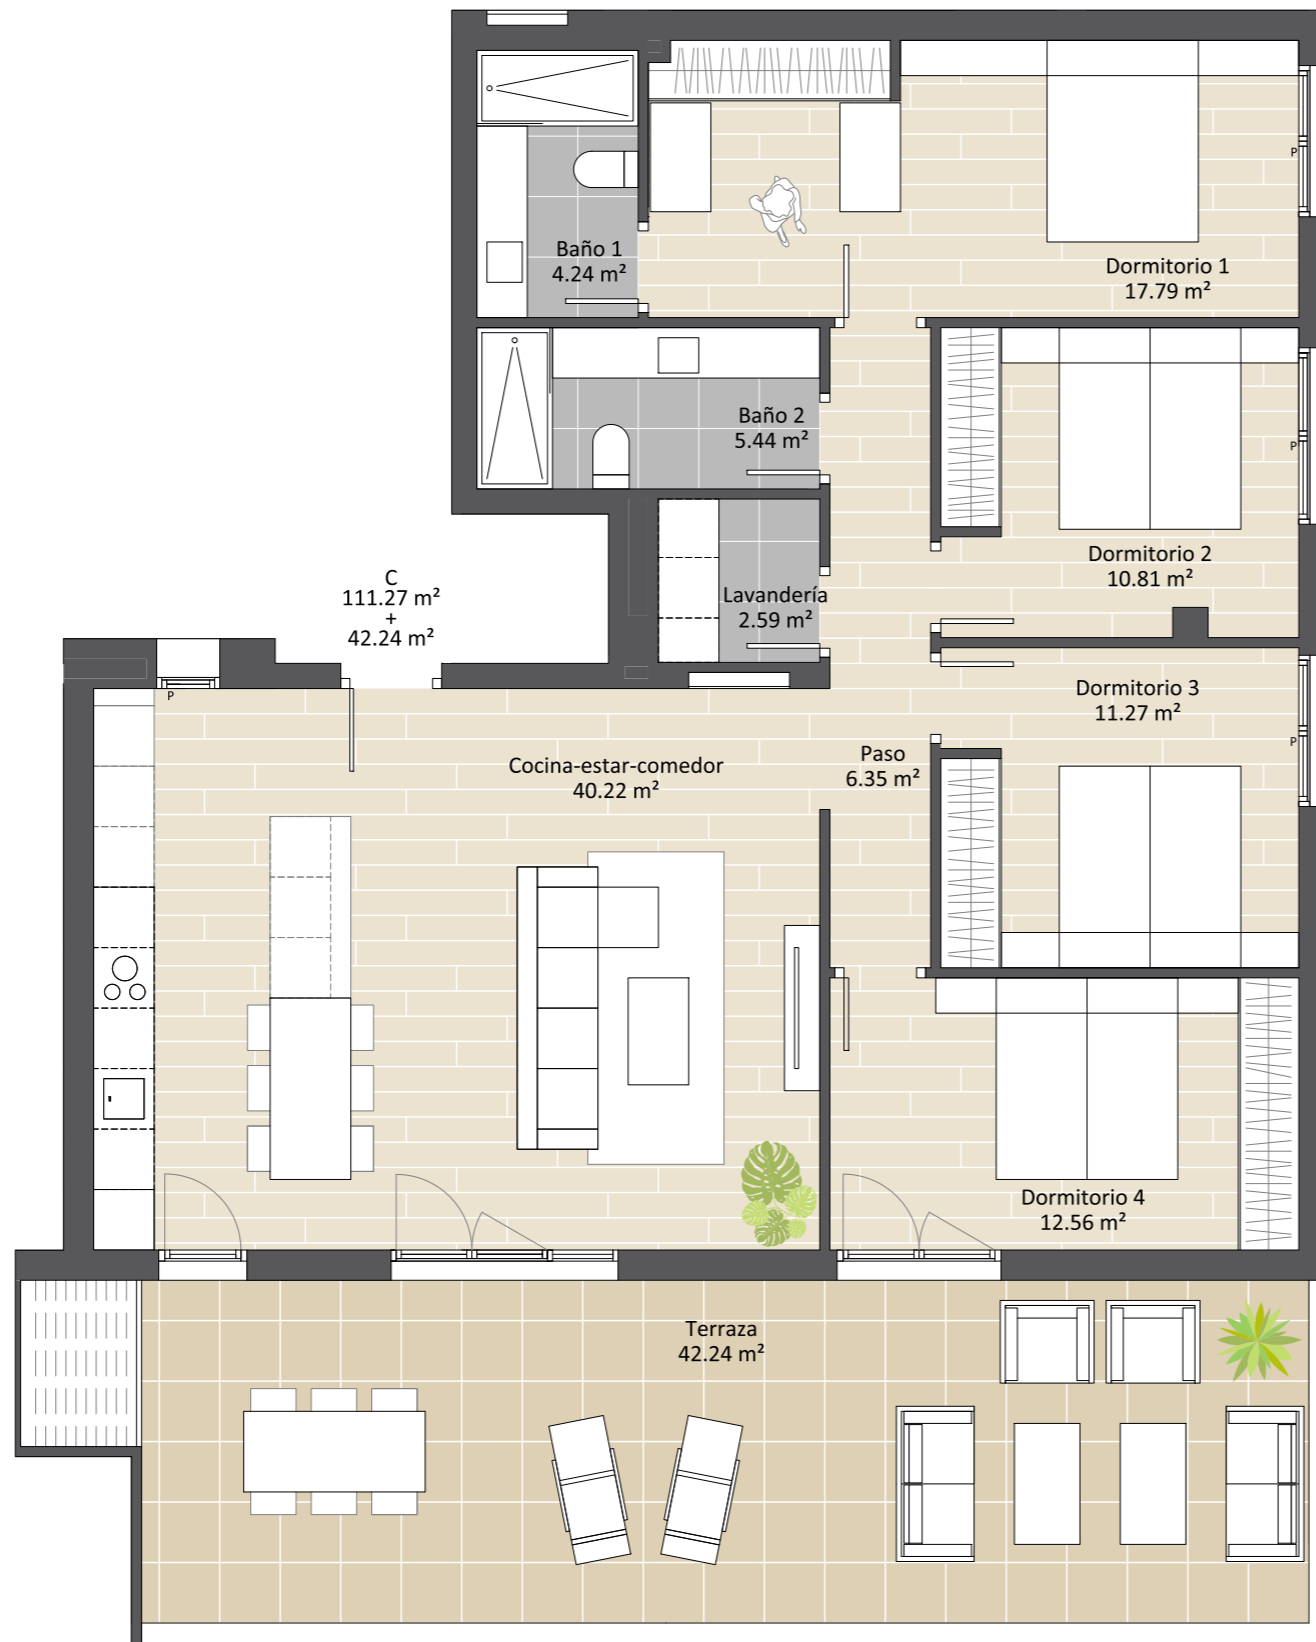 Baño 1
4.24 m²
Dormitorio 1
17.79 m²
P
Baño 2
5.44 m²
P
Dormitorio 2
10.81 m²
C
111.27 m²
+
42.24 m²
Lavandería
2.59 m²
P
Dormitorio 3
11.27 m²
P
Cocina-estar-comedor
40.22 m²
Paso
6.35 m²
Dormitorio 4
12.56 m²
Terraza
42.24 m²